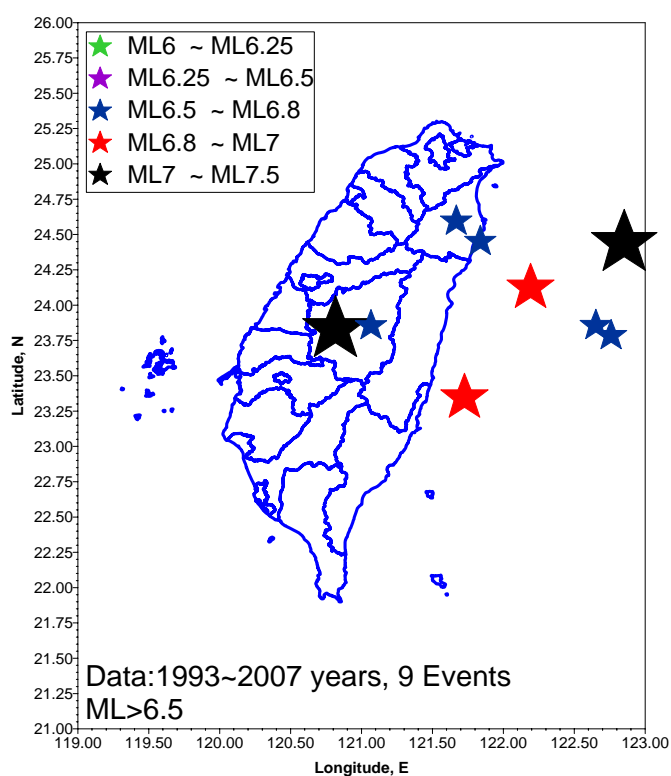 26.00
25.75
25.50
25.25
25.00
24.75
24.50
24.25
24.00
23.75
23.50
23.25
23.00
22.75
22.50
22.25
22.00
21.75
21.50
21.25
21.00
Latitude, N
ML6 ~ ML6.25
ML6.25 ~ ML6.5
ML6.5 ~ ML6.8
ML6.8 ~ ML7
ML7 ~ ML7.5
Data:1993~2007 years, 9 Events
ML>6.5
119.00 119.50 120.00 120.50 121.00 121.50 122.00 122.50 123.00
Longitude, E